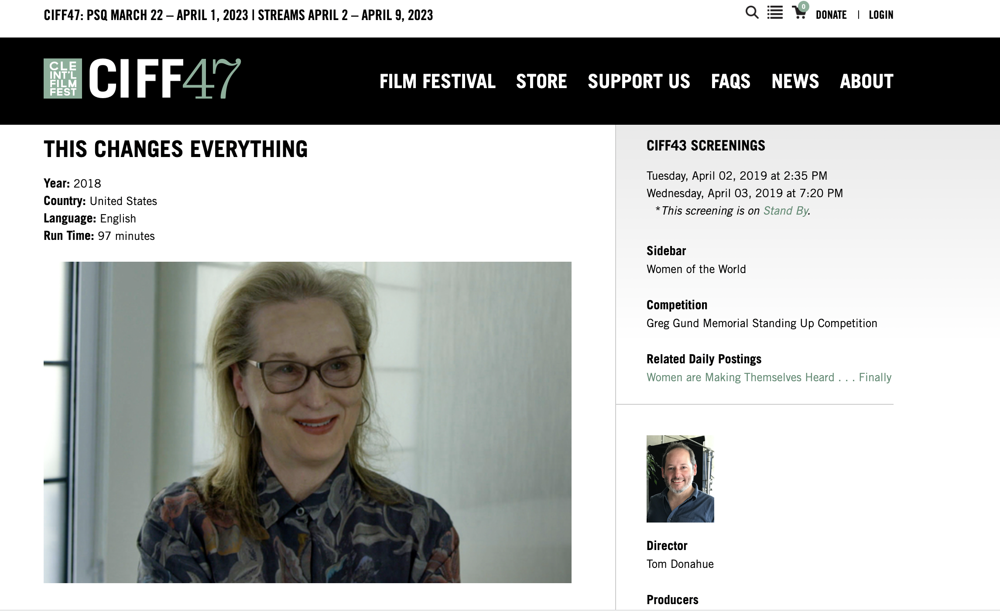 CIFF47: PSQ MARCH 22 – APRIL 1, 2023 | STREAMS APRIL 2 – APRIL 9, 2023
0
DONATE | LOGIN
CLE
INT'L
FILM
FEST
CIFF47
FILM FESTIVAL STORE SUPPORT US FAQS NEWS ABOUT
THIS CHANGES EVERYTHING
Year: 2018
Country: United States
Language: English
Run Time: 97 minutes
CIFF43 SCREENINGS
Tuesday, April 02, 2019 at 2:35 PM
Wednesday, April 03, 2019 at 7:20 PM
*This screening is on Stand By.
Sidebar
Women of the World
Competition
Greg Gund Memorial Standing Up Competition
Related Daily Postings
Women are Making Themselves Heard . . . Finally
Director
Tom Donahue
Producers